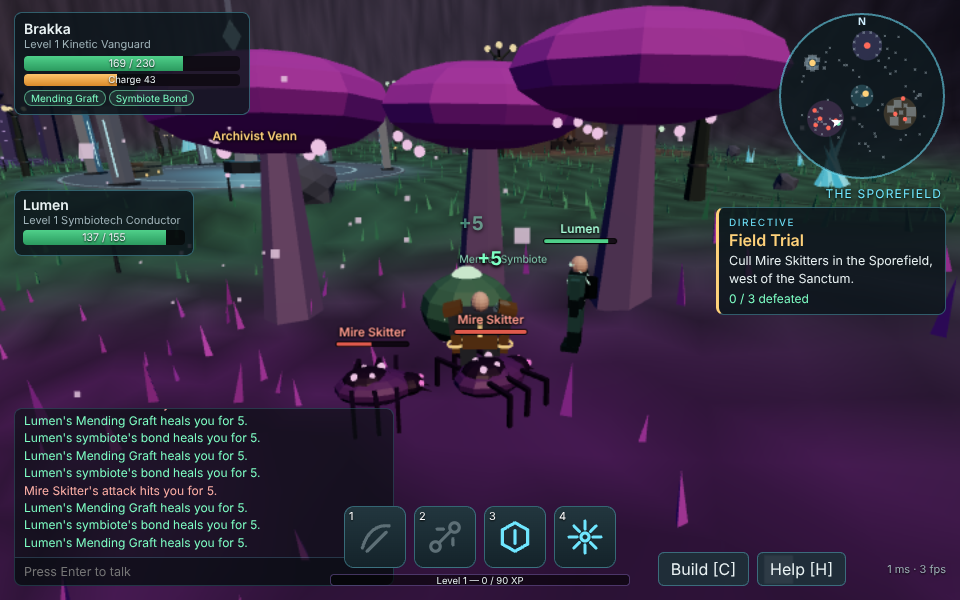 Brakka
Level 1 Kinetic Vanguard
169 / 230
Charge 43
Mending Graft
Symbiote Bond
N
THE SPOREFIELD
Archivist Venn
Lumen
Level 1 Symbiotech Conductor
137 / 155
DIRECTIVE
Field Trial
Cull Mire Skitters in the Sporefield,
west of the Sanctum.
0 / 3 defeated
+5
Lumen
+5
Symbiote
Mire Skitter
Mire Skitter
Lumen's Mending Graft heals you for 5.
Lumen's symbiote's bond heals you for 5.
Lumen's Mending Graft heals you for 5.
Lumen's symbiote's bond heals you for 5.
Mire Skitter's attack hits you for 5.
Lumen's Mending Graft heals you for 5.
Lumen's symbiote's bond heals you for 5.
Lumen's Mending Graft heals you for 5.
Press Enter to talk
1
2
3
4
Level 1 — 0 / 90 XP
Build [C]
Help [H]
1 ms · 3 fps